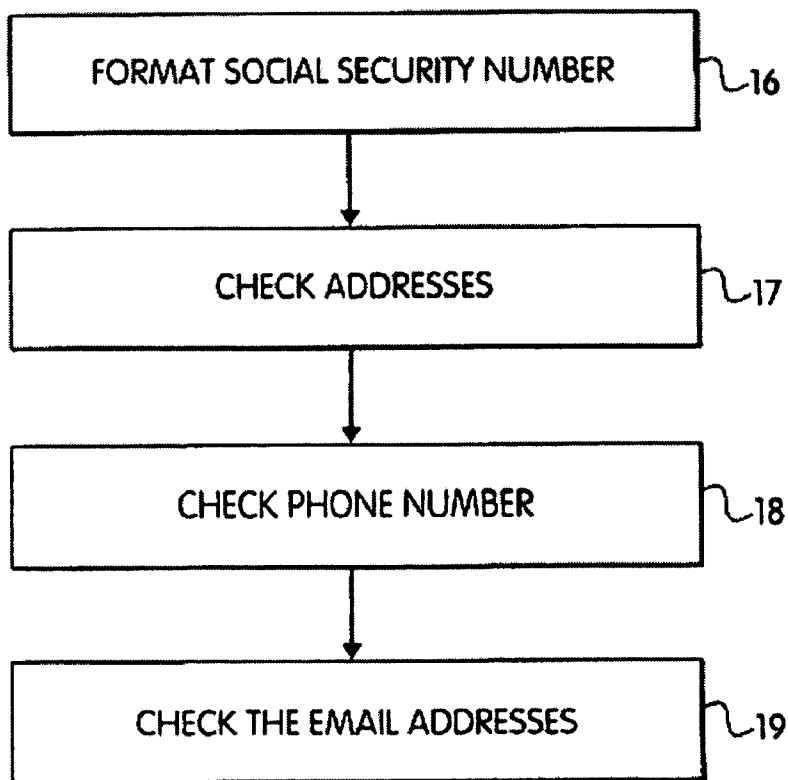 FORMAT SOCIAL SECURITY NUMBER
16
CHECK ADDRESSES
17
CHECK PHONE NUMBER
18
CHECK THE EMAIL ADDRESSES
19